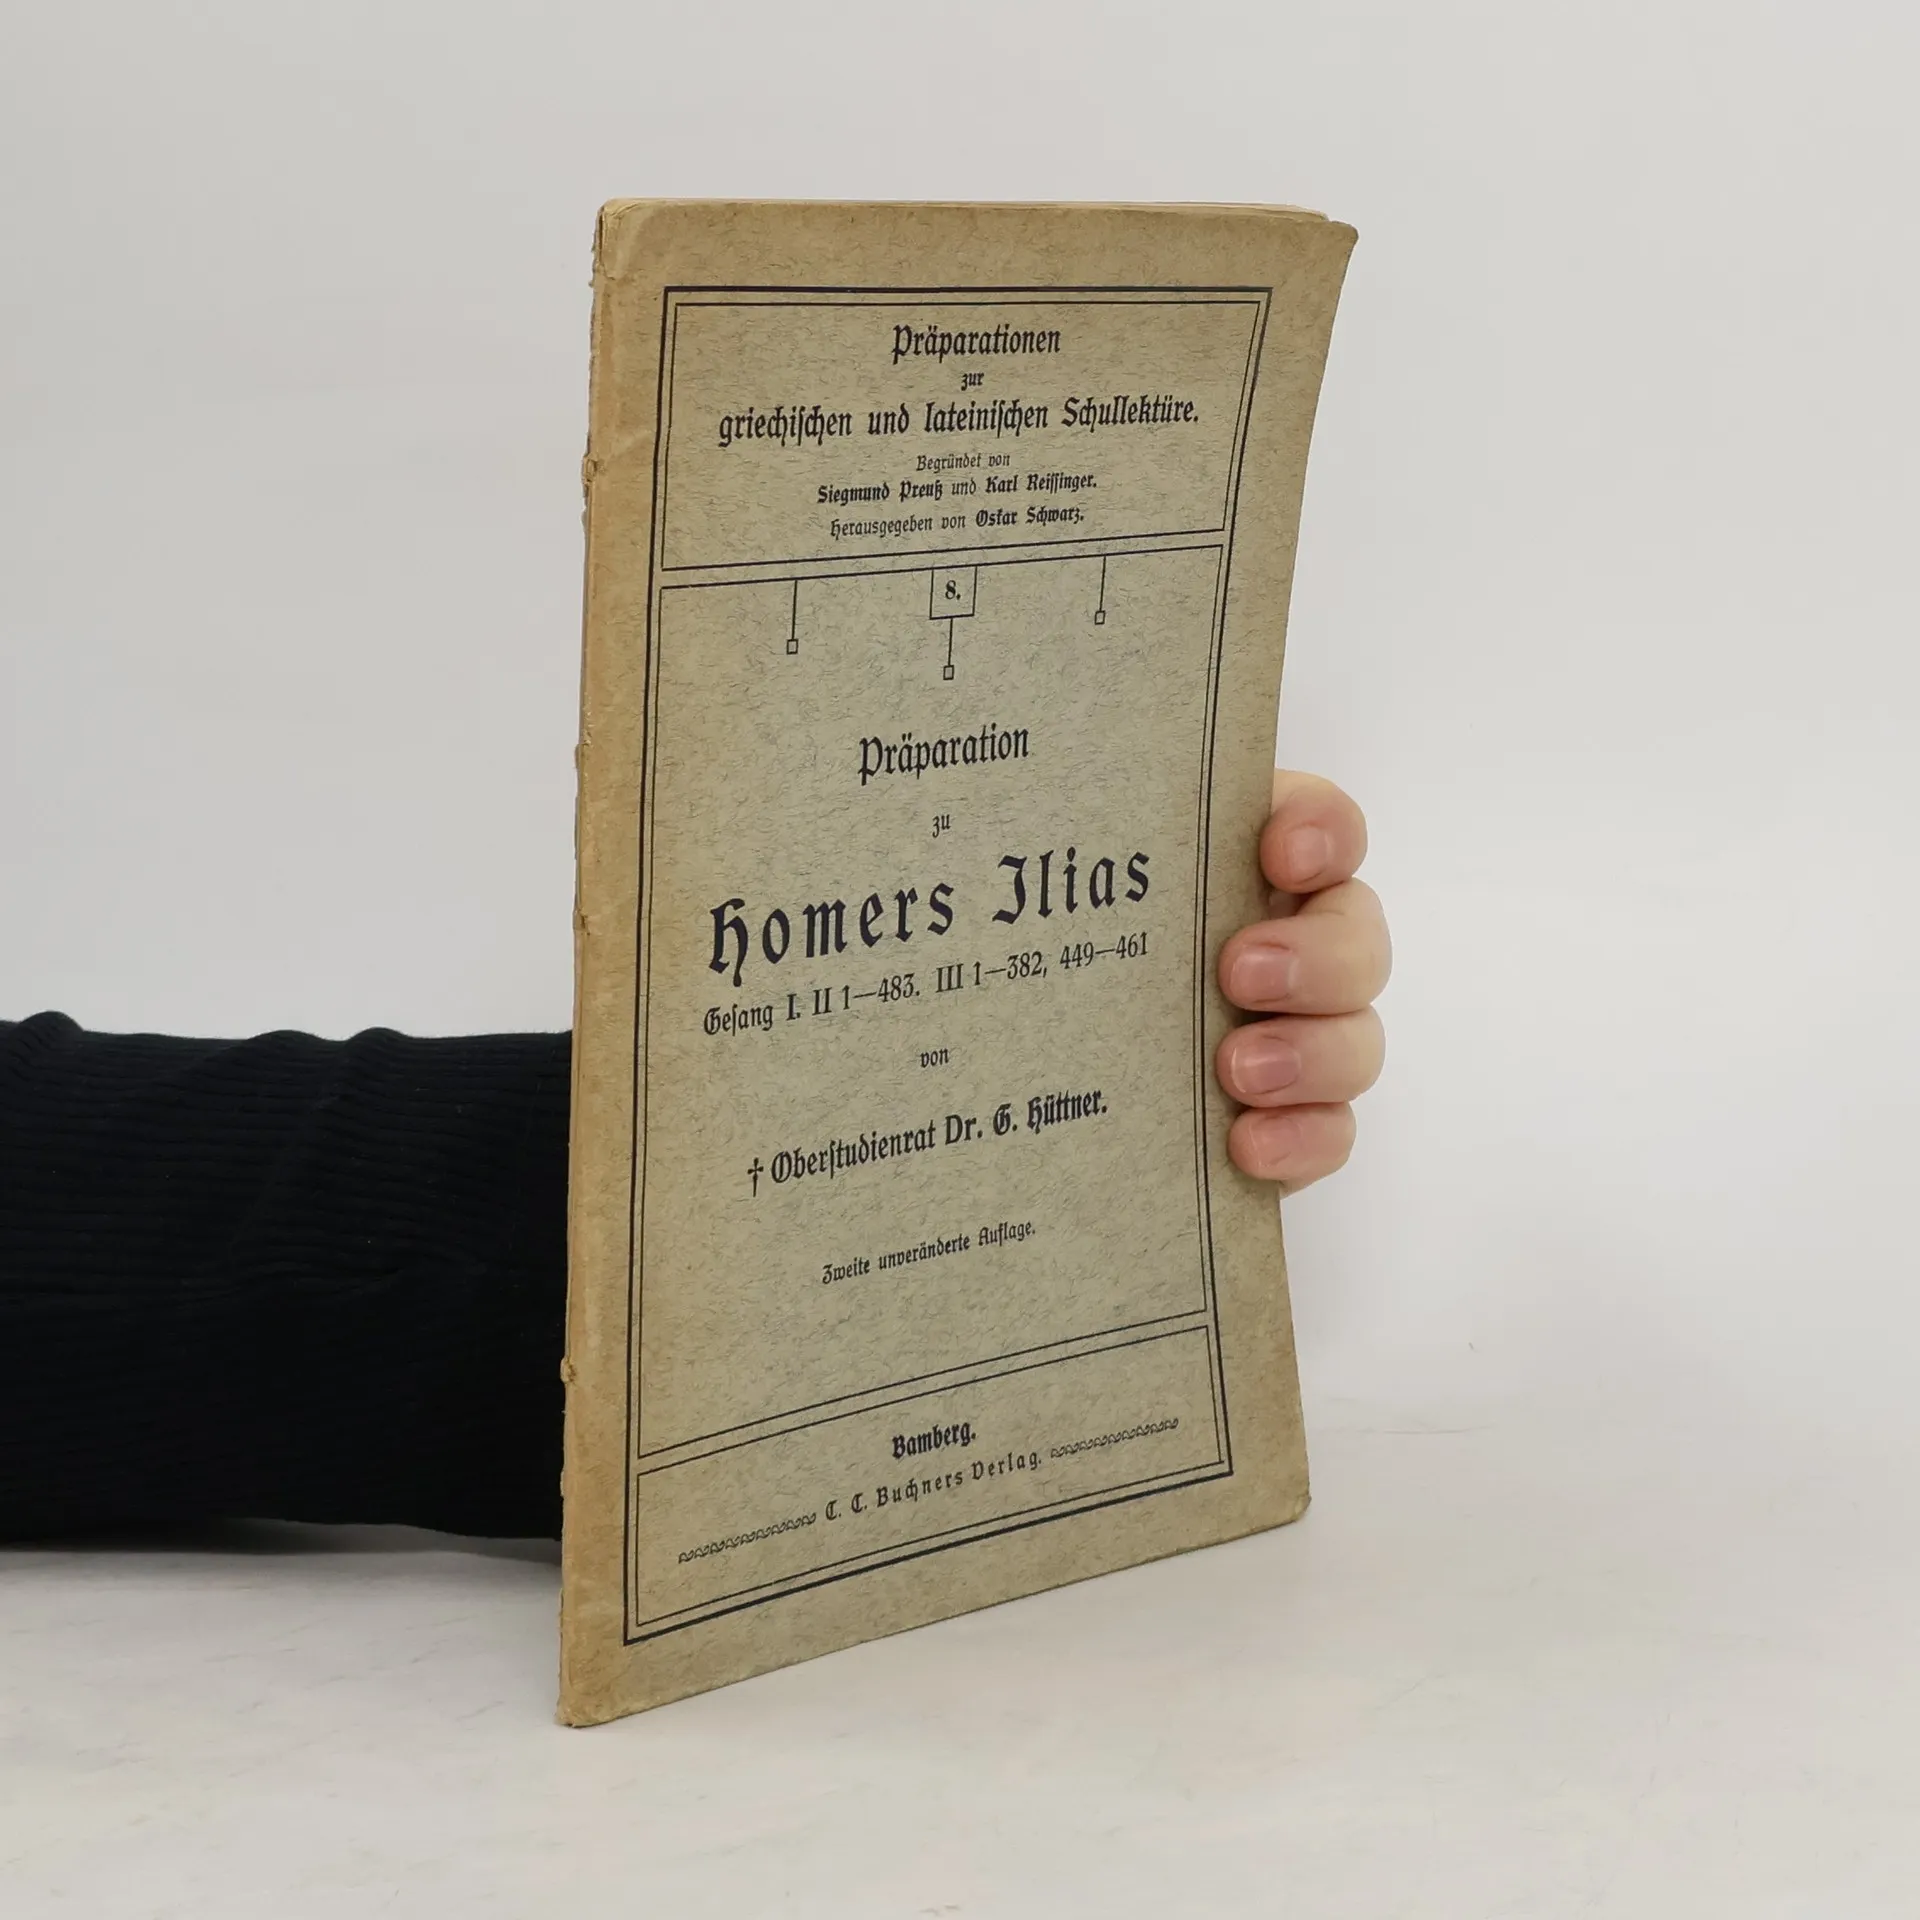 Präparationen
zur
griechiſchen und lateiniſchen Schullektüre.
Begründet von
Siegmund Preuß und Karl Reiſſinger.
Herausgegeben von Oskar Schwarz.
8.
Präparation
zu
Homers Ilias
Geſang I. II 1—483. III 1—382, 449—461
von
† Oberſtudienrat Dr. G. Hüttner.
Zweite unveränderte Auflage.
Bamberg.
C. C. Buchners Verlag.